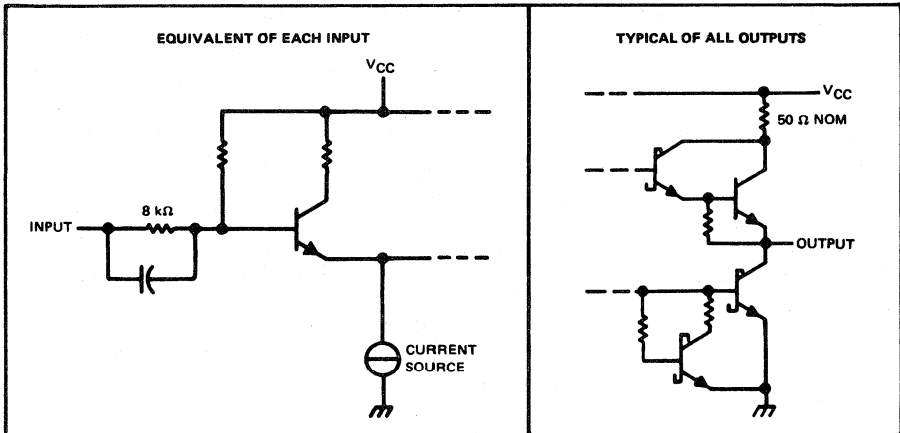 EQUIVALENT OF EACH INPUT
VCC
8 kΩ
INPUT
CURRENT
SOURCE
TYPICAL OF ALL OUTPUTS
VCC
50 Ω NOM
OUTPUT